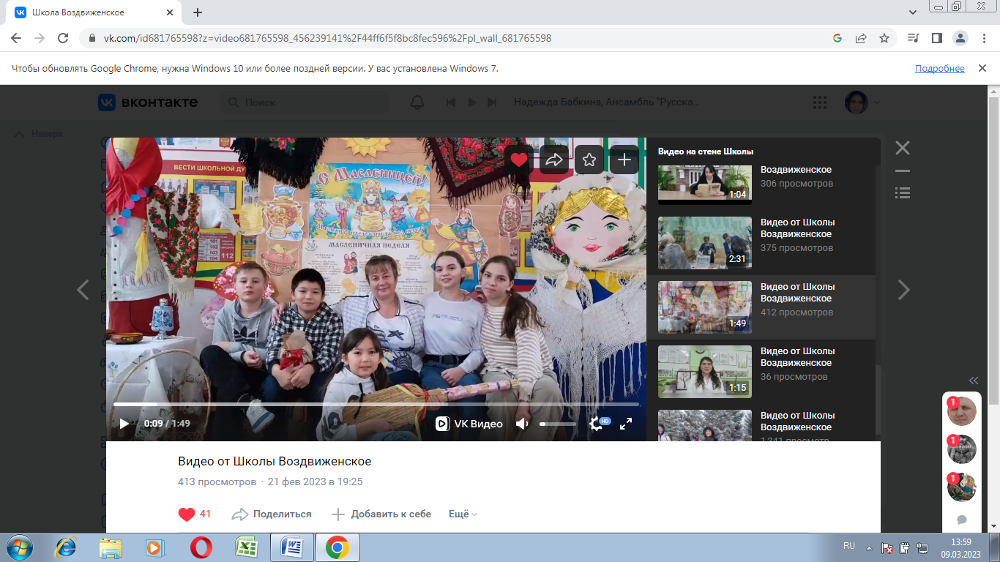 Школа Воздвиженское
vk.com/id681765598?z=video681765598_456239141%2F44ff6f5f8bc8fec596%2Fpl_wall_681765598
Чтобы обновлять Google Chrome, нужна Windows 10 или более поздней версии. У вас установлена Windows 7.
Подробнее
вконтакте
Поиск
Надежда Бабкина, Ансамбль "Русска...
Наверх
ВЕСТИ ШКОЛЬНОЙ ДУ
С Масленицей!
МАСЛЕНИЧНАЯ НЕДЕЛЯ
101
102
103
104
112
0:09 / 1:49
VK Видео
HD
Видео на стене Школы
Воздвиженское
306 просмотров
1:04
Видео от Школы
Воздвиженское
375 просмотров
2:31
Видео от Школы
Воздвиженское
412 просмотров
1:49
Видео от Школы
Воздвиженское
36 просмотров
1:15
Видео от Школы
Воздвиженское
1 341 просмотр
Видео от Школы Воздвиженское
413 просмотров · 21 фев 2023 в 19:25
41
Поделиться
Добавить к себе
Ещё
1
1
1
RU
13:59
09.03.2023